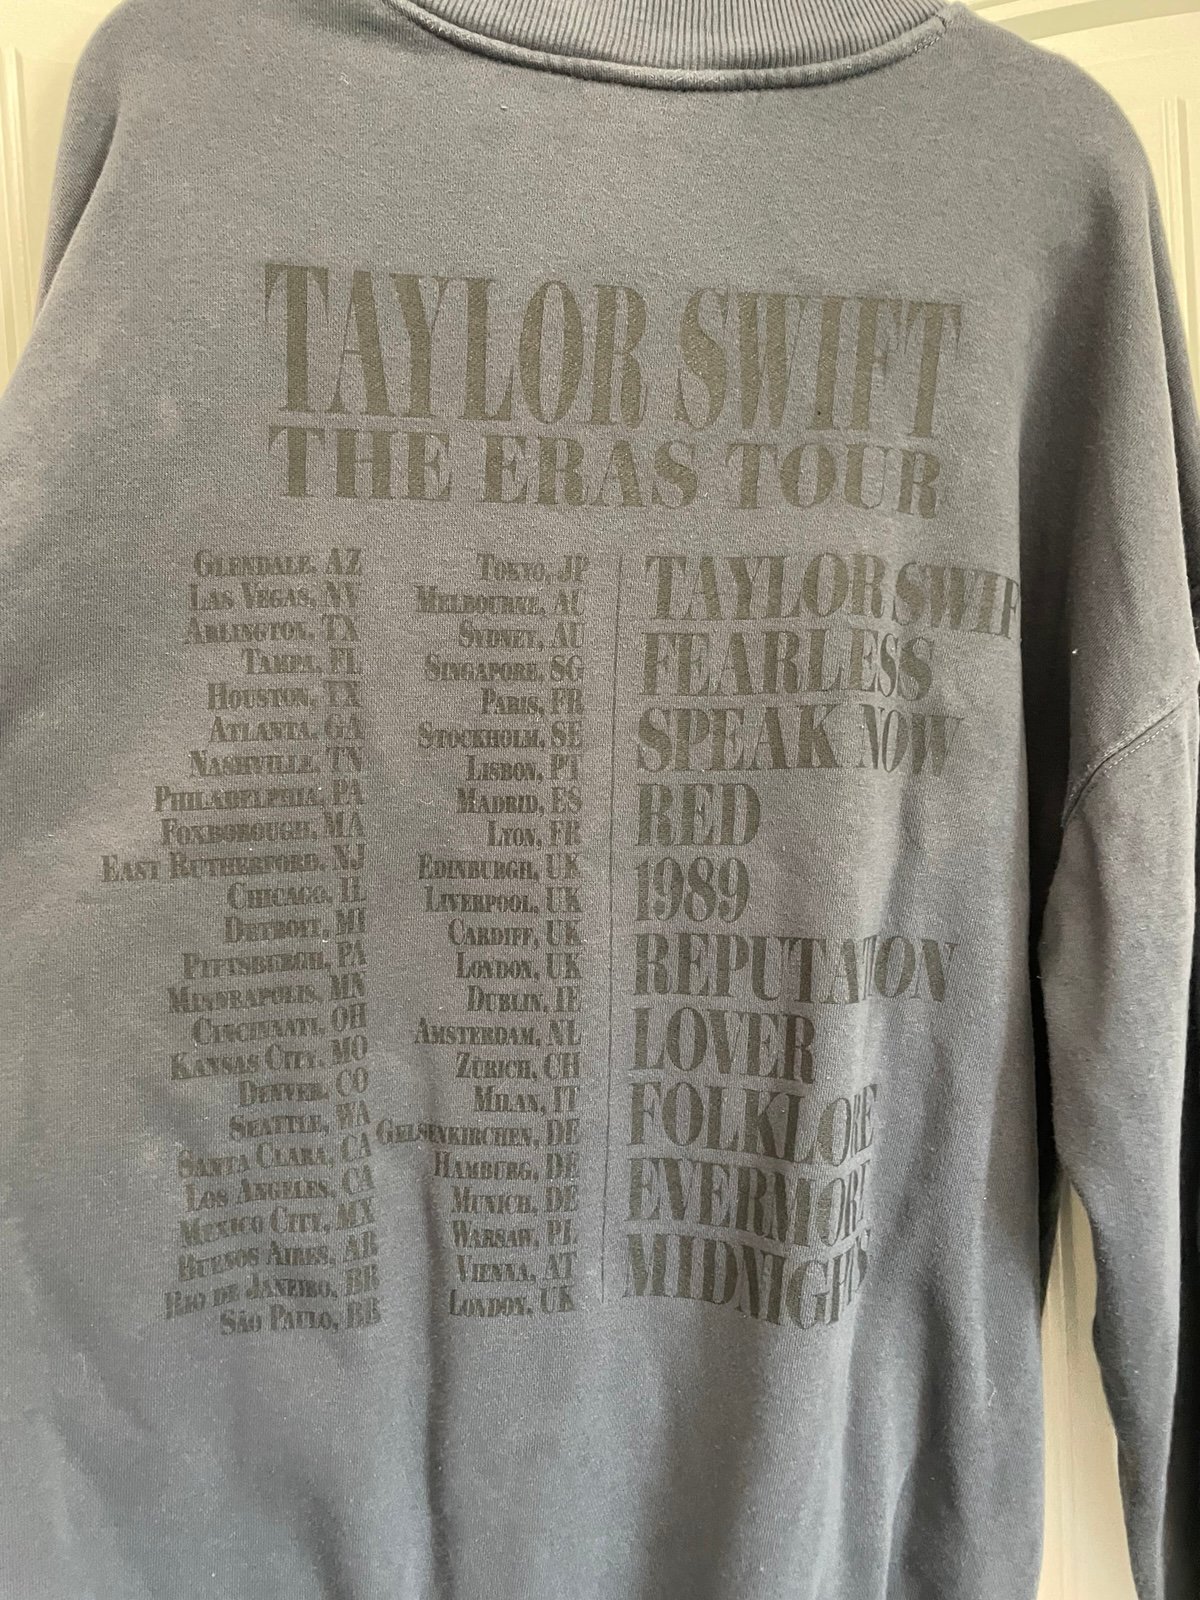 TAYLOR SWIFT
THE ERAS TOUR
GLENDALE, AZ
LAS VEGAS, NV
ARLINGTON, TX
TAMPA, FL
HOUSTON, TX
ATLANTA, GA
NASHVILLE, TN
PHILADELPHIA, PA
FOXBOROUGH, MA
EAST RUTHERFORD, NJ
CHICAGO, IL
DETROIT, MI
PITTSBURGH, PA
MINNEAPOLIS, MN
CINCINNATI, OH
KANSAS CITY, MO
DENVER, CO
SEATTLE, WA
SANTA CLARA, CA
LOS ANGELES, CA
MEXICO CITY, MX
BUENOS AIRES, AR
RIO DE JANEIRO, BR
SÃO PAULO, BR
TOKYO, JP
MELBOURNE, AU
SYDNEY, AU
SINGAPORE, SG
PARIS, FR
STOCKHOLM, SE
LISBON, PT
MADRID, ES
LYON, FR
EDINBURGH, UK
LIVERPOOL, UK
CARDIFF, UK
LONDON, UK
DUBLIN, IE
AMSTERDAM, NL
ZÜRICH, CH
MILAN, IT
GELSENKIRCHEN, DE
HAMBURG, DE
MUNICH, DE
WARSAW, PL
VIENNA, AT
LONDON, UK
TAYLOR SWIF
FEARLESS
SPEAK NOW
RED
1989
REPUTATION
LOVER
FOLKLORE
EVERMORE
MIDNIGHTS